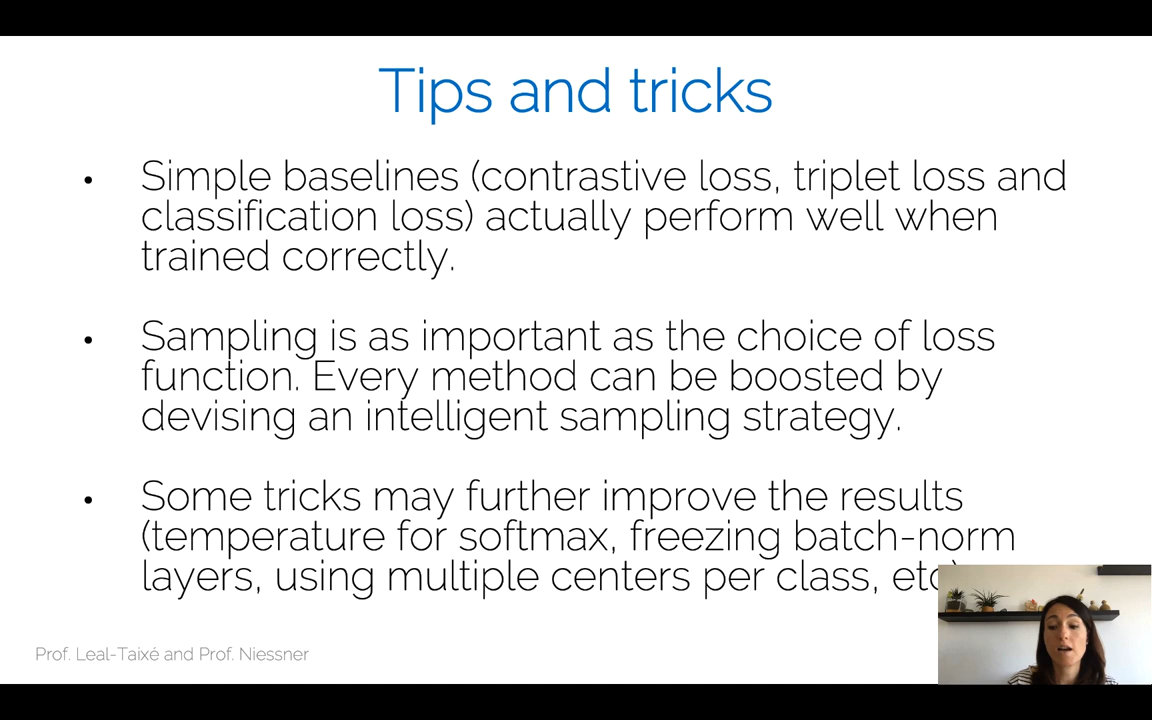 Tips and tricks
• Simple baselines (contrastive loss, triplet loss and
classification loss) actually perform well when
trained correctly.
• Sampling is as important as the choice of loss
function. Every method can be boosted by
devising an intelligent sampling strategy.
• Some tricks may further improve the results
(temperature for softmax, freezing batch-norm
layers, using multiple centers per class, etc)
Prof. Leal-Taixé and Prof. Niessner